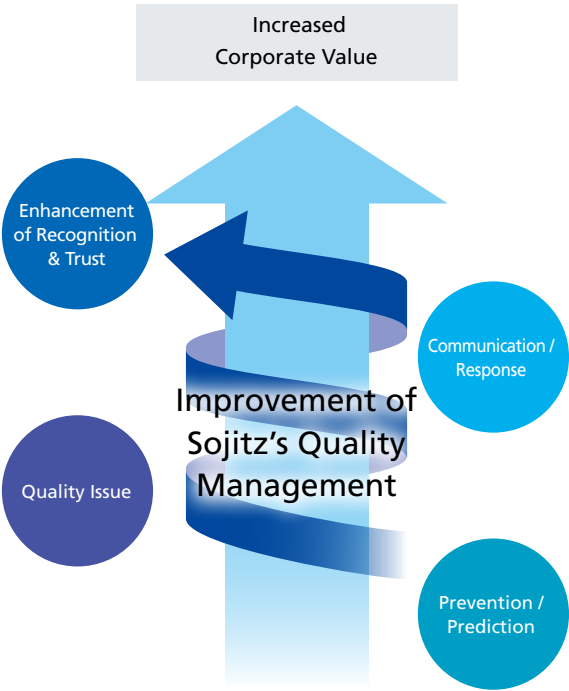 Increased
Corporate Value
Enhancement
of Recognition
& Trust
Communication /
Response
Improvement of
Sojitz’s Quality
Management
Quality Issue
Prevention /
Prediction